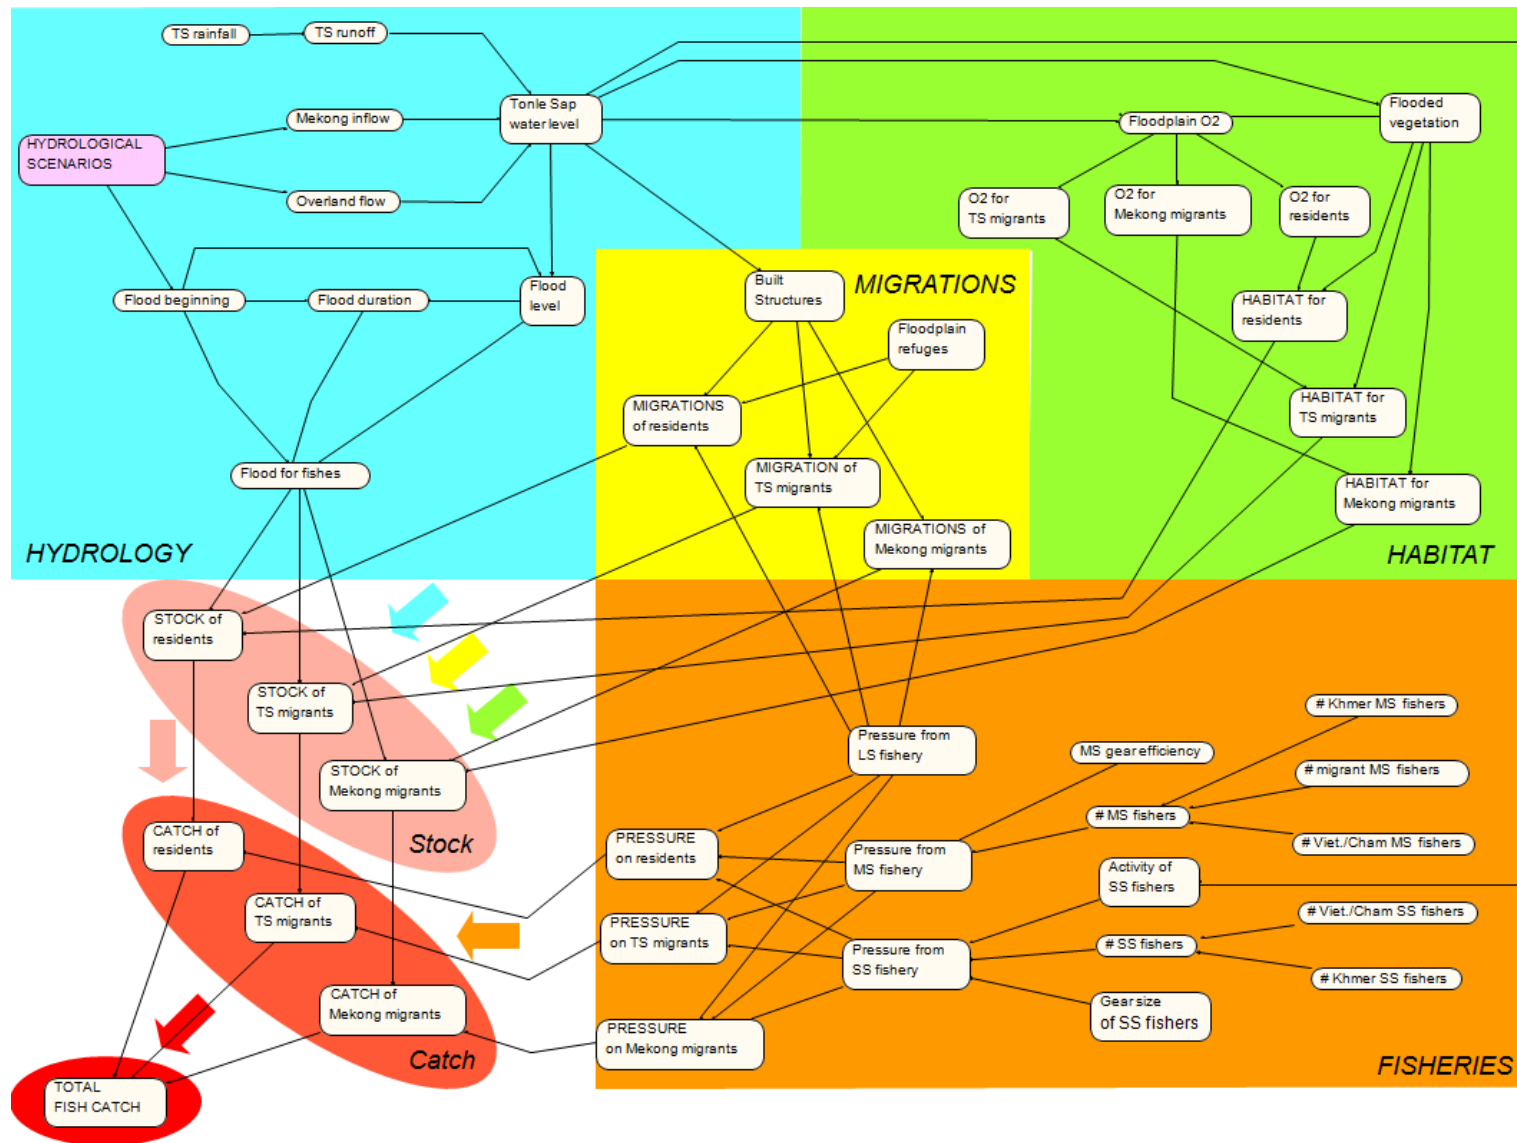 TS rainfall
TS runoff
Tonle Sap
water level
Mekong inflow
HYDROLOGICAL
SCENARIOS
Overland flow
Flood beginning
Flood duration
Flood
level
Flood for fishes
HYDROLOGY
Built
Structures
MIGRATIONS
Floodplain
refuges
MIGRATIONS
of residents
MIGRATION of
TS migrants
MIGRATIONS of
Mekong migrants
Floodplain O2
Flooded
vegetation
O2 for
TS migrants
O2 for
Mekong migrants
O2 for
residents
HABITAT for
residents
HABITAT for
TS migrants
HABITAT for
Mekong migrants
HABITAT
STOCK of
residents
STOCK of
TS migrants
STOCK of
Mekong migrants
Stock
CATCH of
residents
CATCH of
TS migrants
CATCH of
Mekong migrants
Catch
TOTAL
FISH CATCH
Pressure from
LS fishery
MS gear efficiency
# Khmer MS fishers
# migrant MS fishers
# MS fishers
# Viet./Cham MS fishers
PRESSURE
on residents
Pressure from
MS fishery
Activity of
SS fishers
# Viet./Cham SS fishers
PRESSURE
on TS migrants
Pressure from
SS fishery
# SS fishers
# Khmer SS fishers
Gear size
of SS fishers
PRESSURE
on Mekong migrants
FISHERIES